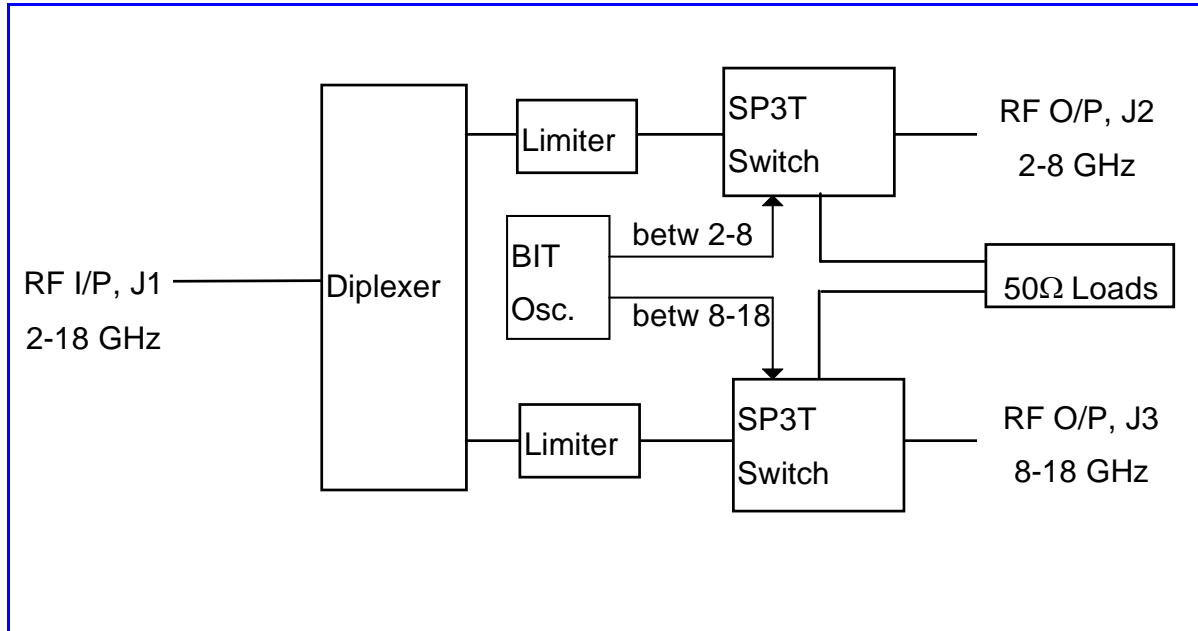 RF I/P, J1
2-18 GHz
Diplexer
Limiter
SP3T
Switch
RF O/P, J2
2-8 GHz
BIT
Osc.
betw 2-8
betw 8-18
50Ω Loads
Limiter
SP3T
Switch
RF O/P, J3
8-18 GHz